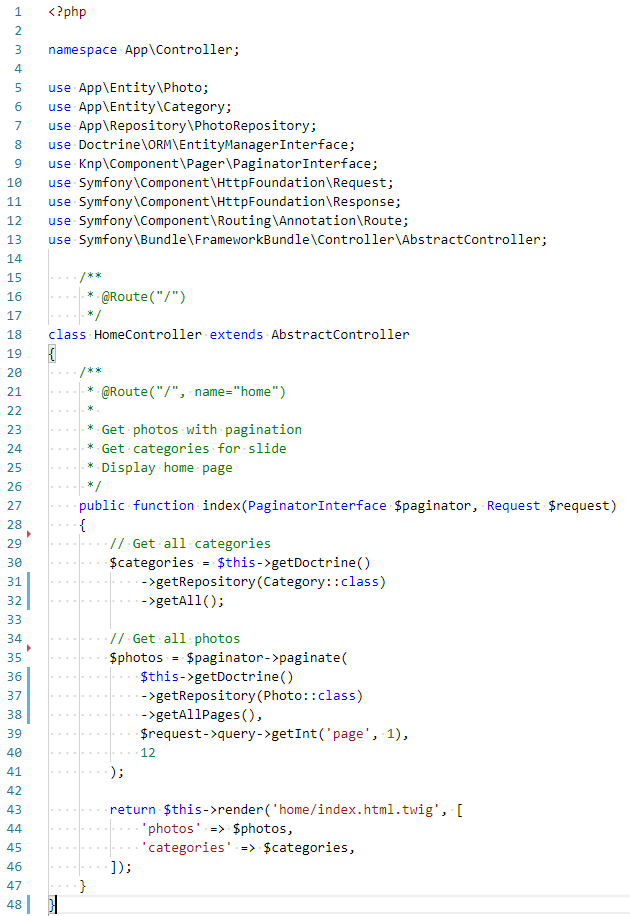 1 <?php
2
3 namespace App\Controller;
4
5 use App\Entity\Photo;
6 use App\Entity\Category;
7 use App\Repository\PhotoRepository;
8 use Doctrine\ORM\EntityManagerInterface;
9 use Knp\Component\Pager\PaginatorInterface;
10 use Symfony\Component\HttpFoundation\Request;
11 use Symfony\Component\HttpFoundation\Response;
12 use Symfony\Component\Routing\Annotation\Route;
13 use Symfony\Bundle\FrameworkBundle\Controller\AbstractController;
14
15     /**
16      * @Route("/")
17      */
18 class HomeController extends AbstractController
19 {
20     /**
21      * @Route("/", name="home")
22      *
23      * Get photos with pagination
24      * Get categories for slide
25      * Display home page
26      */
27     public function index(PaginatorInterface $paginator, Request $request)
28     {
29         // Get all categories
30         $categories = $this->getDoctrine()
31             ->getRepository(Category::class)
32             ->getAll();
33
34         // Get all photos
35         $photos = $paginator->paginate(
36             $this->getDoctrine()
37             ->getRepository(Photo::class)
38             ->getAllPages(),
39             $request->query->getInt('page', 1),
40             12
41         );
42
43         return $this->render('home/index.html.twig', [
44             'photos' => $photos,
45             'categories' => $categories,
46         ]);
47     }
48 }